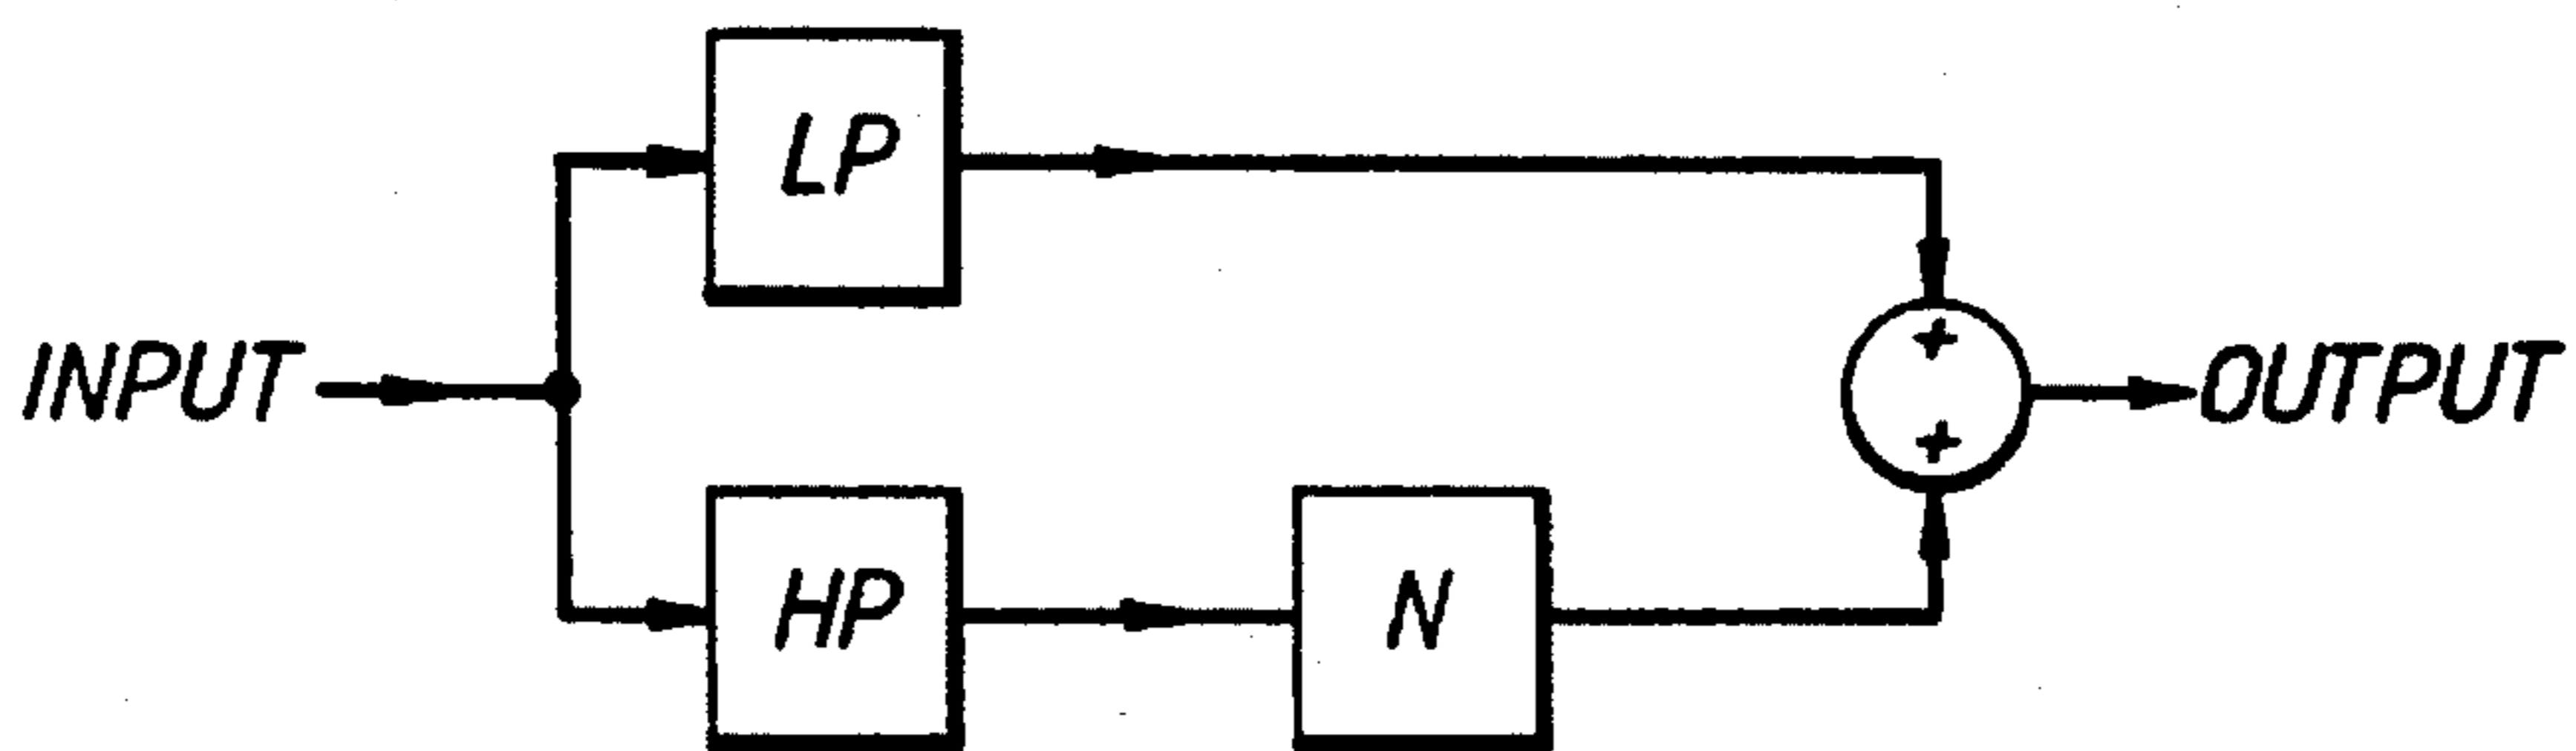 LP
INPUT
+
+
OUTPUT
HP
N